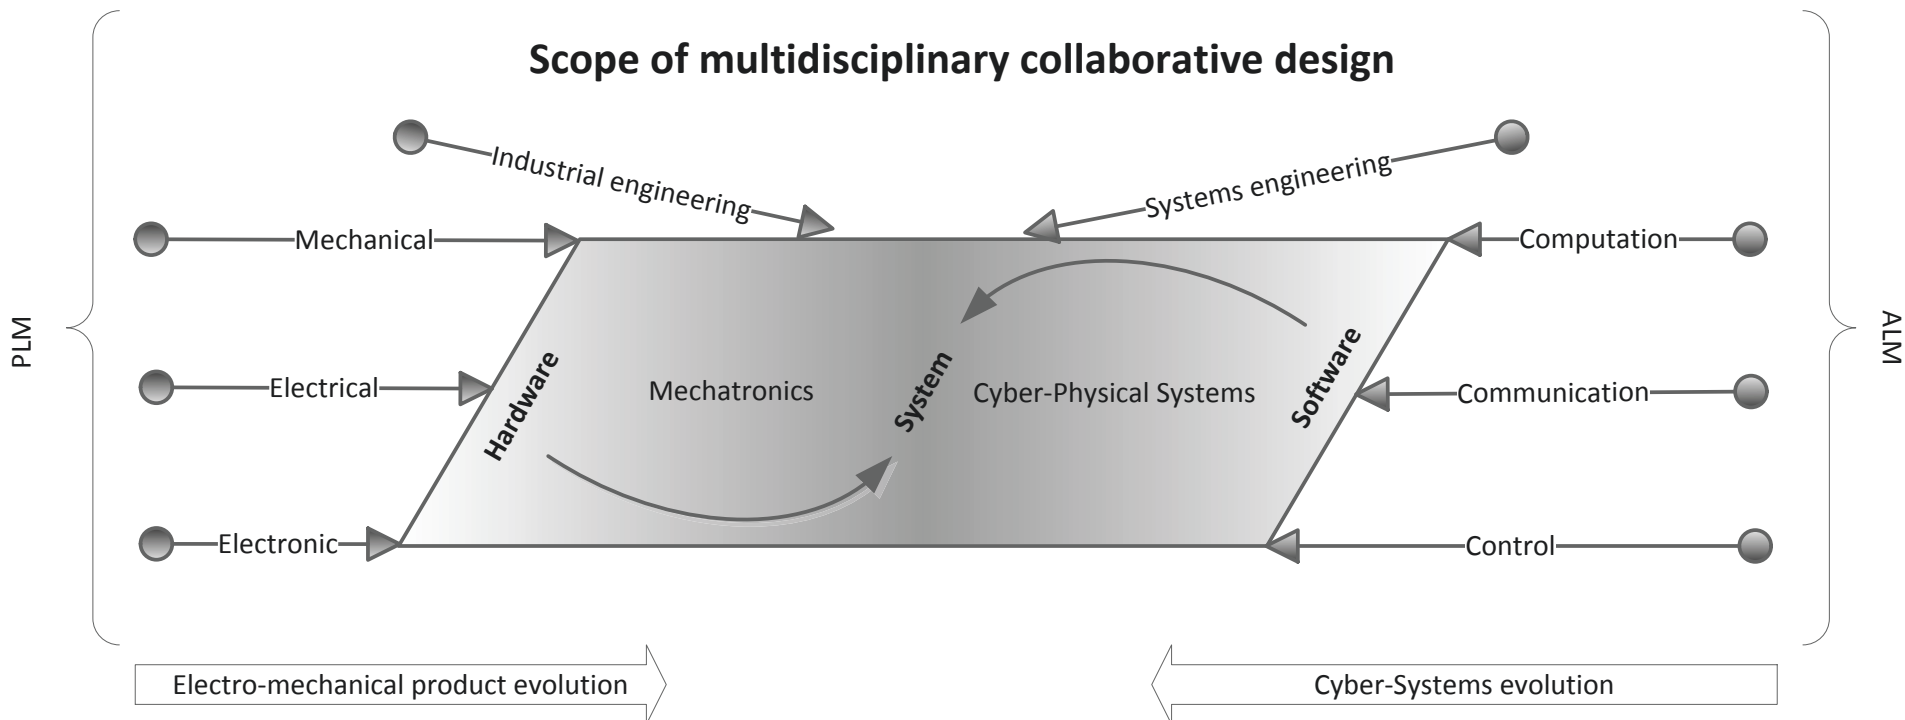 Scope of multidisciplinary collaborative design
Industrial engineering
Systems engineering
Mechanical
Computation
PLM
ALM
Hardware
Mechatronics
System
Cyber-Physical Systems
Software
Electrical
Communication
Electronic
Control
Electro-mechanical product evolution
Cyber-Systems evolution